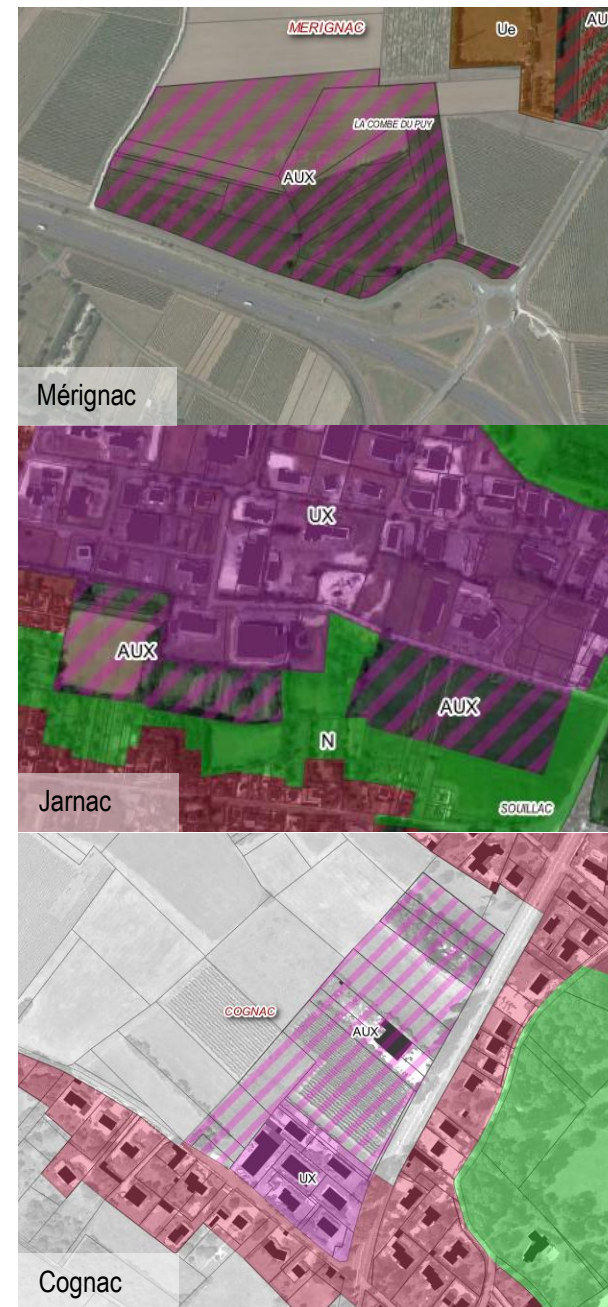 MERIGNAC
Ue
AU
LA COMBE DU PUY
AUX
Mérignac
UX
AUX
AUX
N
Jarnac
SOUILLAC
COGNAC
AUX
UX
Cognac